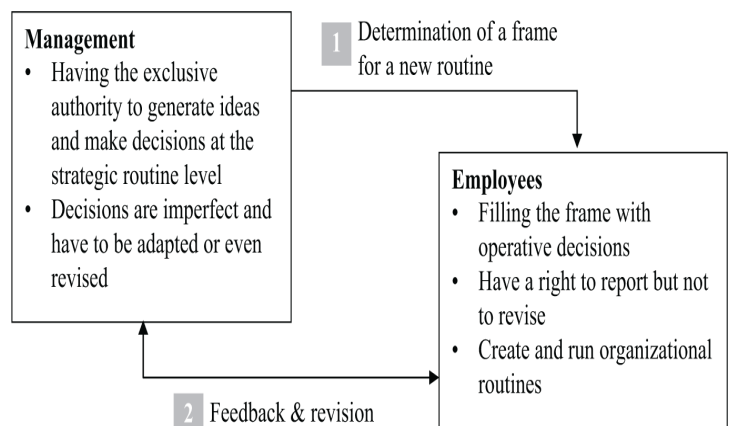 Management
• Having the exclusive
authority to generate ideas
and make decisions at the
strategic routine level
• Decisions are imperfect and
have to be adapted or even
revised
1 Determination of a frame
for a new routine
Employees
• Filling the frame with
operative decisions
• Have a right to report but not
to revise
• Create and run organizational
routines
2 Feedback & revision